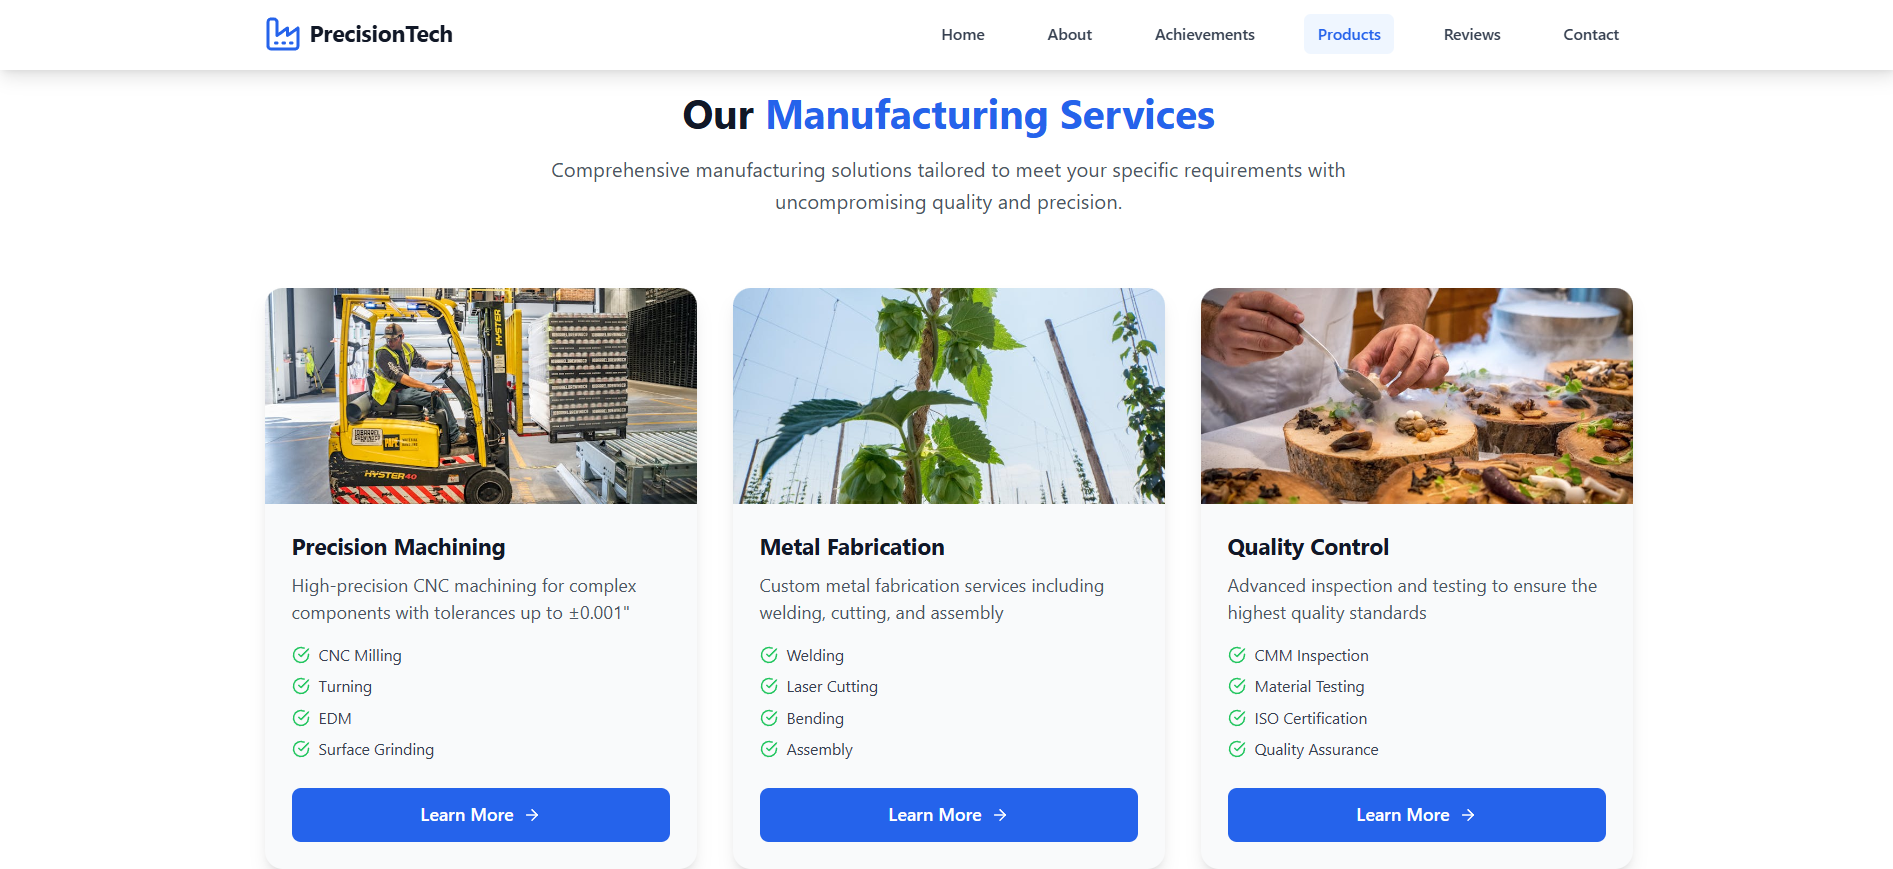 PrecisionTech
Home
About
Achievements
Products
Reviews
Contact
Our Manufacturing Services
Comprehensive manufacturing solutions tailored to meet your specific requirements with
uncompromising quality and precision.
HYSTER
HYSTER 40
Precision Machining
High-precision CNC machining for complex
components with tolerances up to ±0.001"
CNC Milling
Turning
EDM
Surface Grinding
Learn More →
Metal Fabrication
Custom metal fabrication services including
welding, cutting, and assembly
Welding
Laser Cutting
Bending
Assembly
Learn More →
Quality Control
Advanced inspection and testing to ensure the
highest quality standards
CMM Inspection
Material Testing
ISO Certification
Quality Assurance
Learn More →